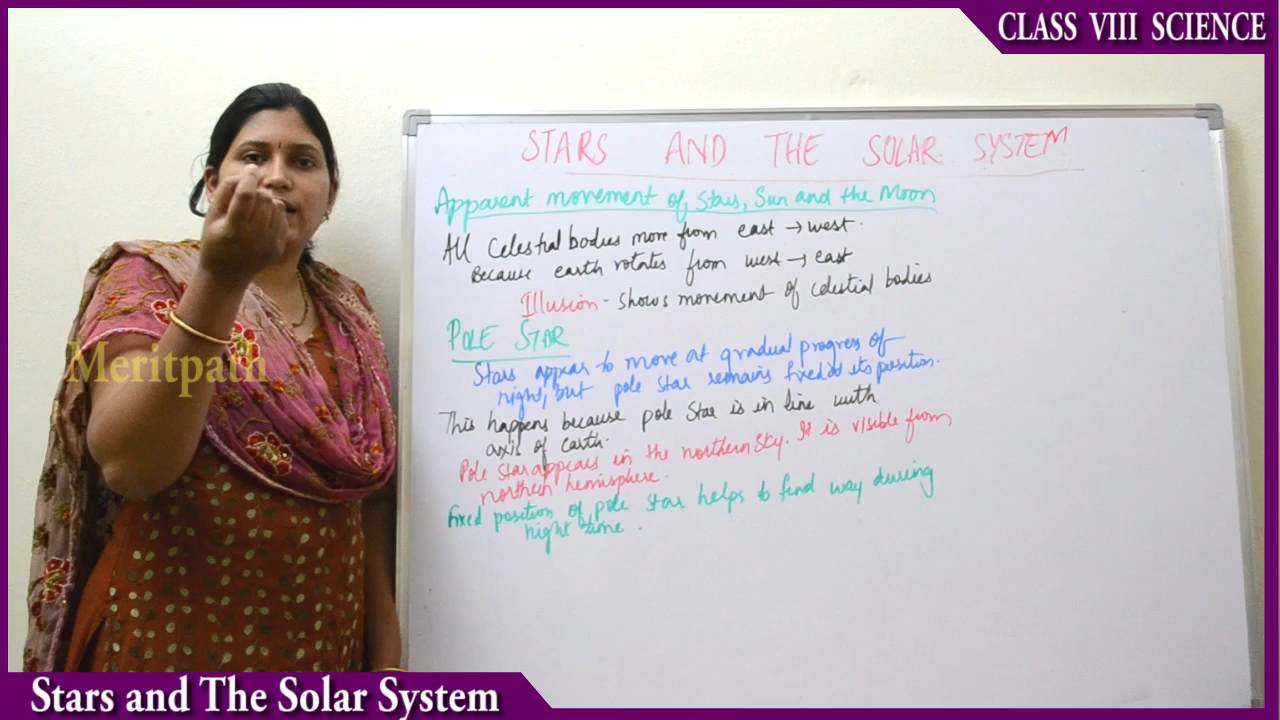 CLASS VIII SCIENCE
STARS AND THE SOLAR SYSTEM
Apparent movement of Stars, Sun and the Moon
All Celestial bodies move from east → west.
Because earth rotates from west → east
Illusion - Shows movement of celestial bodies
POLE STAR
Stars appear to move at gradual progress of
night, but pole star remains fixed at its position.
This happens because pole star is in line with
axis of earth.
Pole star appears in the northern sky. It is visible from
northern hemisphere.
Fixed position of pole star helps to find way during
night time.
Meritpath
Stars and The Solar System